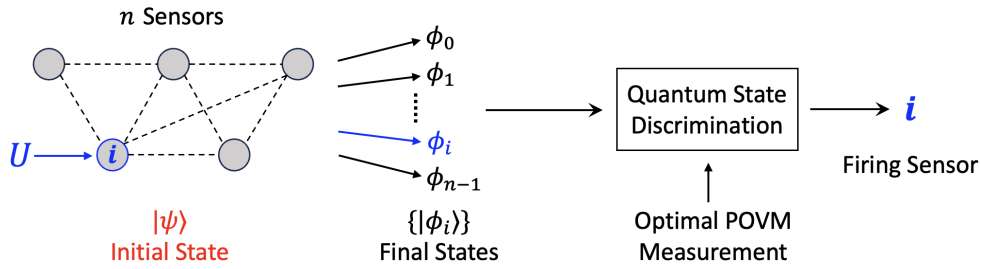 n Sensors
U
i
|ψ⟩
Initial State
ϕ₀
ϕ₁
ϕᵢ
ϕₙ₋₁
{|ϕᵢ⟩}
Final States
Quantum State
Discrimination
Optimal POVM
Measurement
i
Firing Sensor